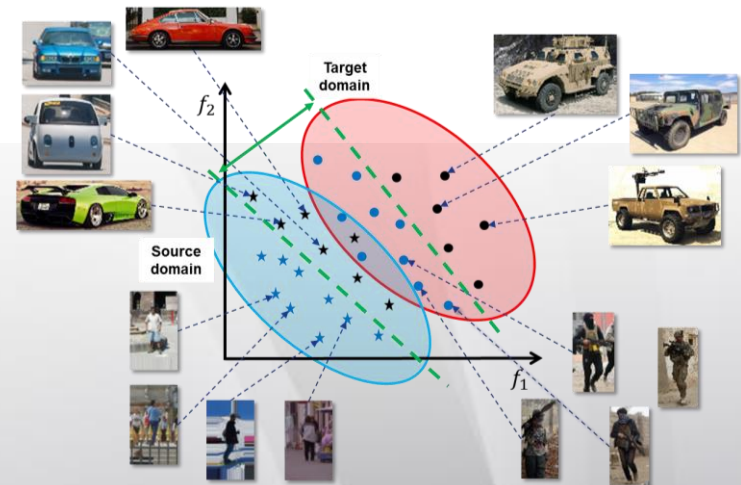 Target
domain
f₂
Source
domain
f₁